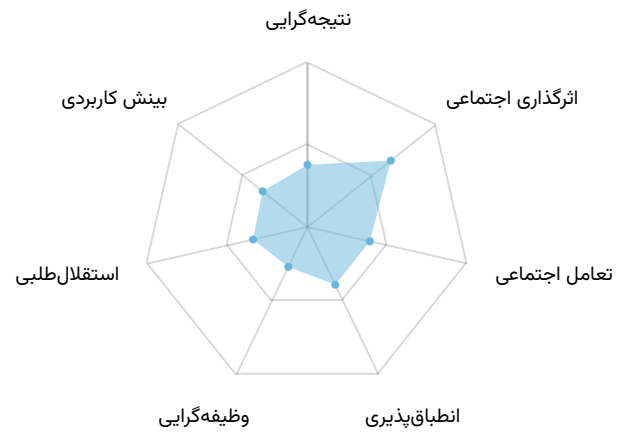 نتیجه‌گرایی
اثرگذاری اجتماعی
بینش کاربردی
تعامل اجتماعی
استقلال‌طلبی
انطباق‌پذیری
وظیفه‌گرایی